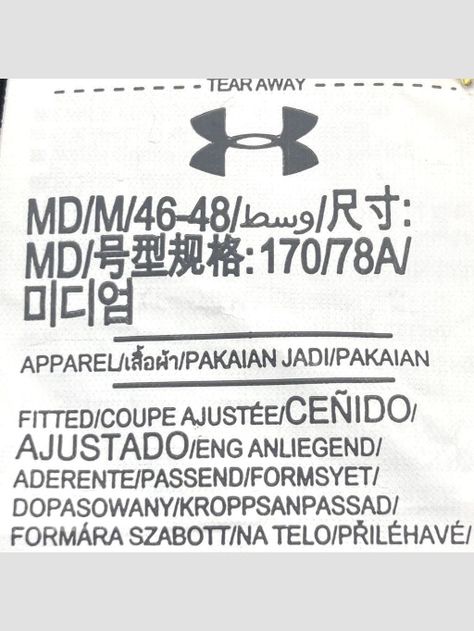 TEAR AWAY
MD/M/46-48/وسط/尺寸:
MD/号型规格: 170/78A/
미디엄
APPAREL/เสื้อผ้า/PAKAIAN JADI/PAKAIAN
FITTED/COUPE AJUSTÉE/CEÑIDO/
AJUSTADO/ENG ANLIEGEND/
ADERENTE/PASSEND/FORMSYET/
DOPASOWANY/KROPPSANPASSAD/
FORMÁRA SZABOTT/NA TELO/PŘILÉHAVÉ/